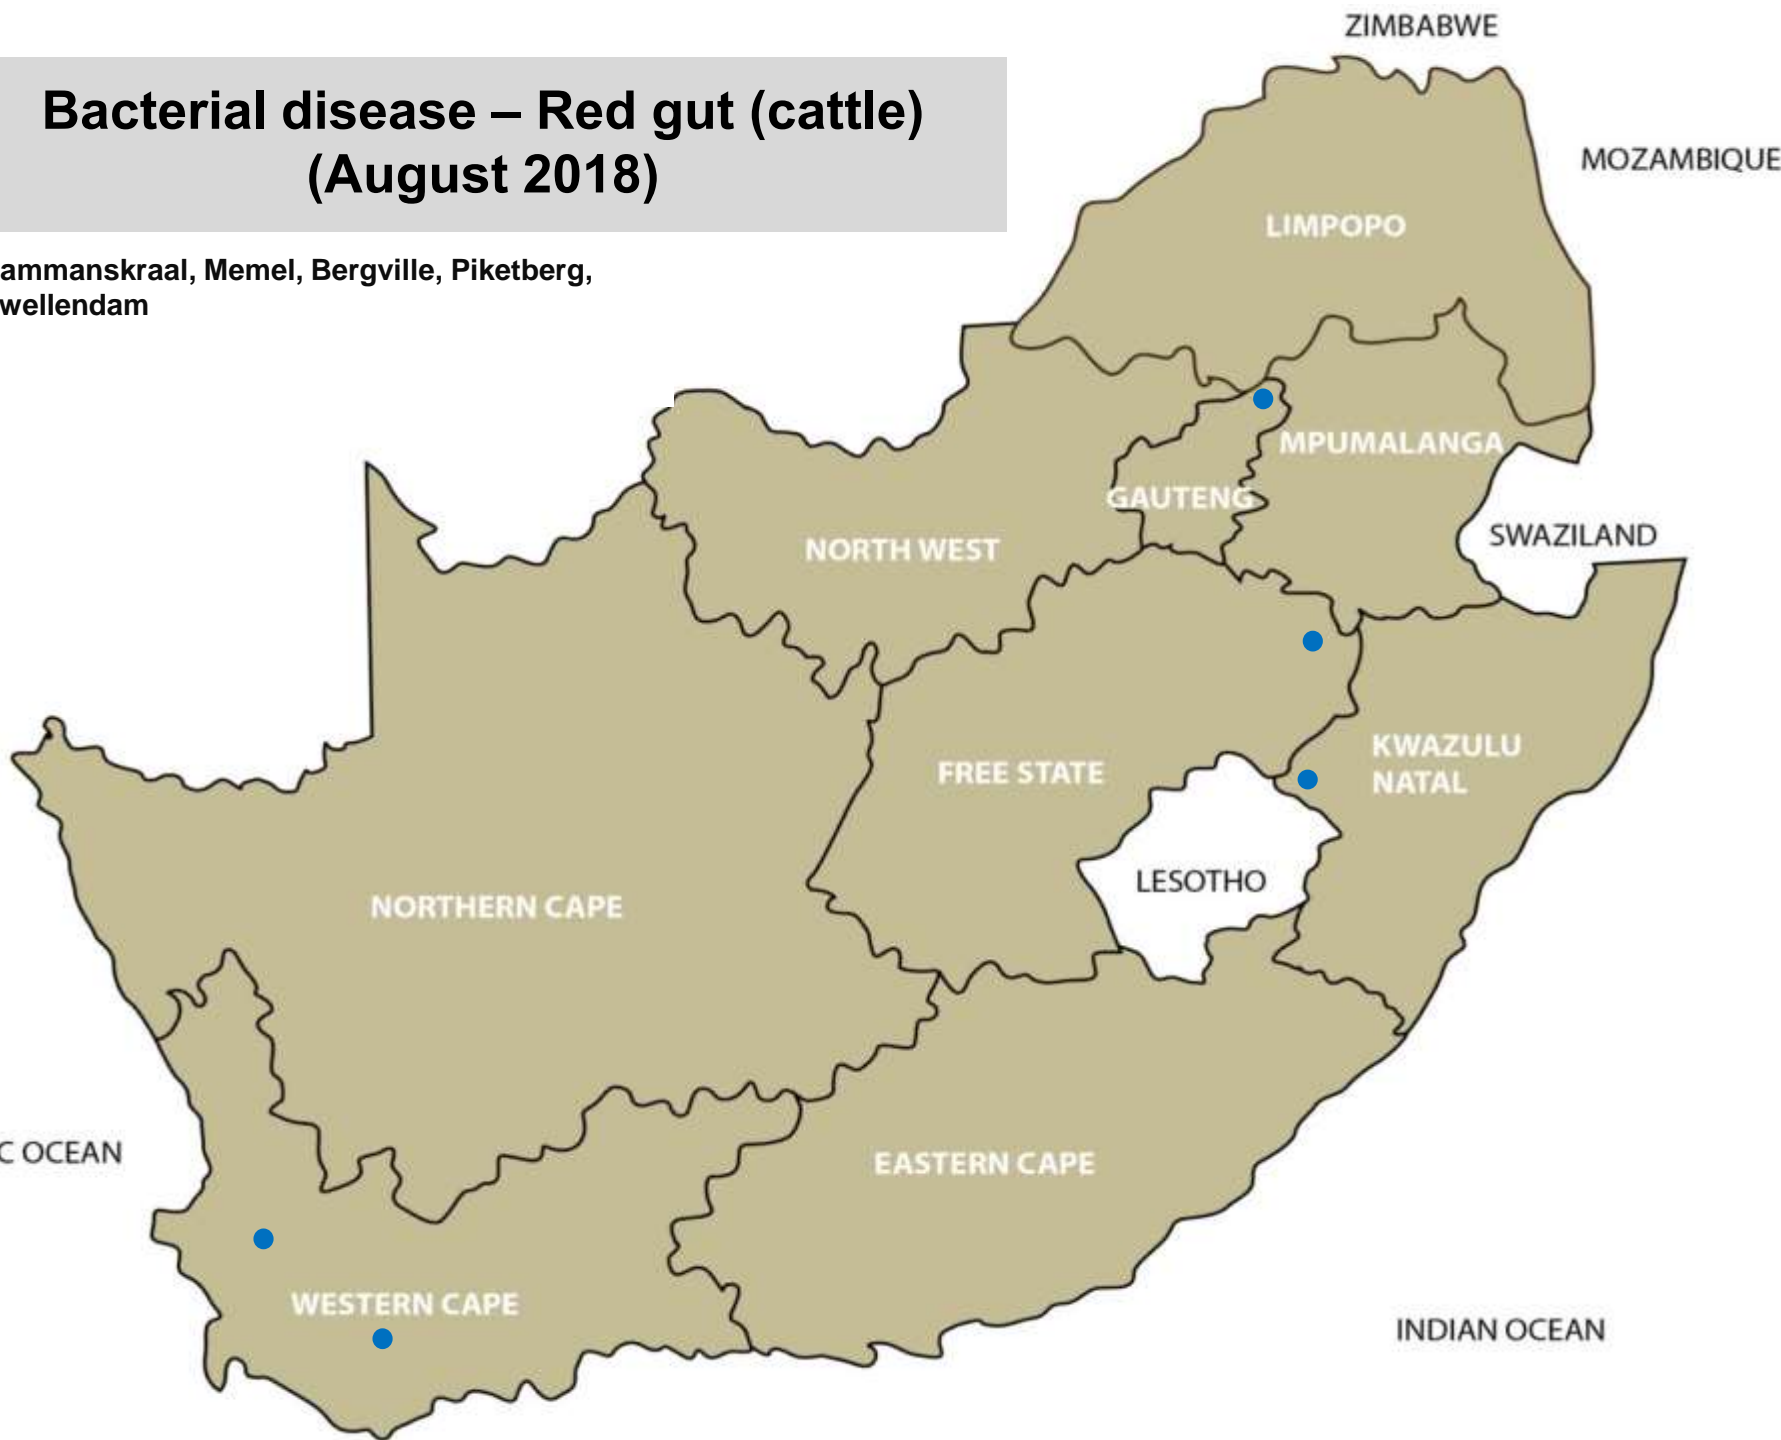 ZIMBABWE
Bacterial disease – Red gut (cattle)
(August 2018)
MOZAMBIQUE
LIMPOPO
ammanskraal, Memel, Bergville, Piketberg,
wellendam
MPUMALANGA
GAUTENG
SWAZILAND
NORTH WEST
KWAZULU
NATAL
FREE STATE
LESOTHO
NORTHERN CAPE
C OCEAN
EASTERN CAPE
WESTERN CAPE
INDIAN OCEAN